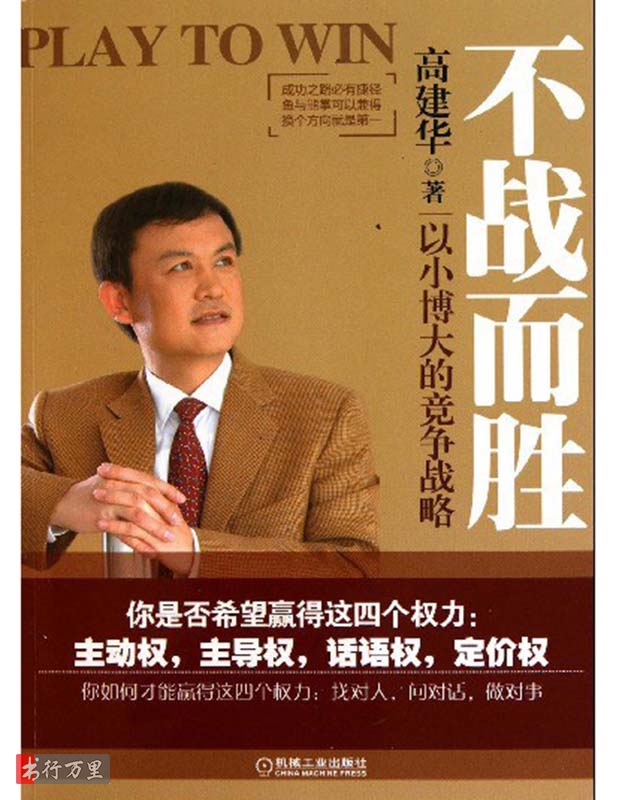 PLAY TO WIN
成功之路必有捷径
鱼与熊掌可以兼得
换个方向就是第一
高建华◎著
不战而胜
以小博大的竞争战略
你是否希望赢得这四个权力：
主动权，主导权，话语权，定价权
你如何才能赢得这四个权力：找对人，问对话，做对事
机械工业出版社
CHINA MACHINE PRESS
书行万里